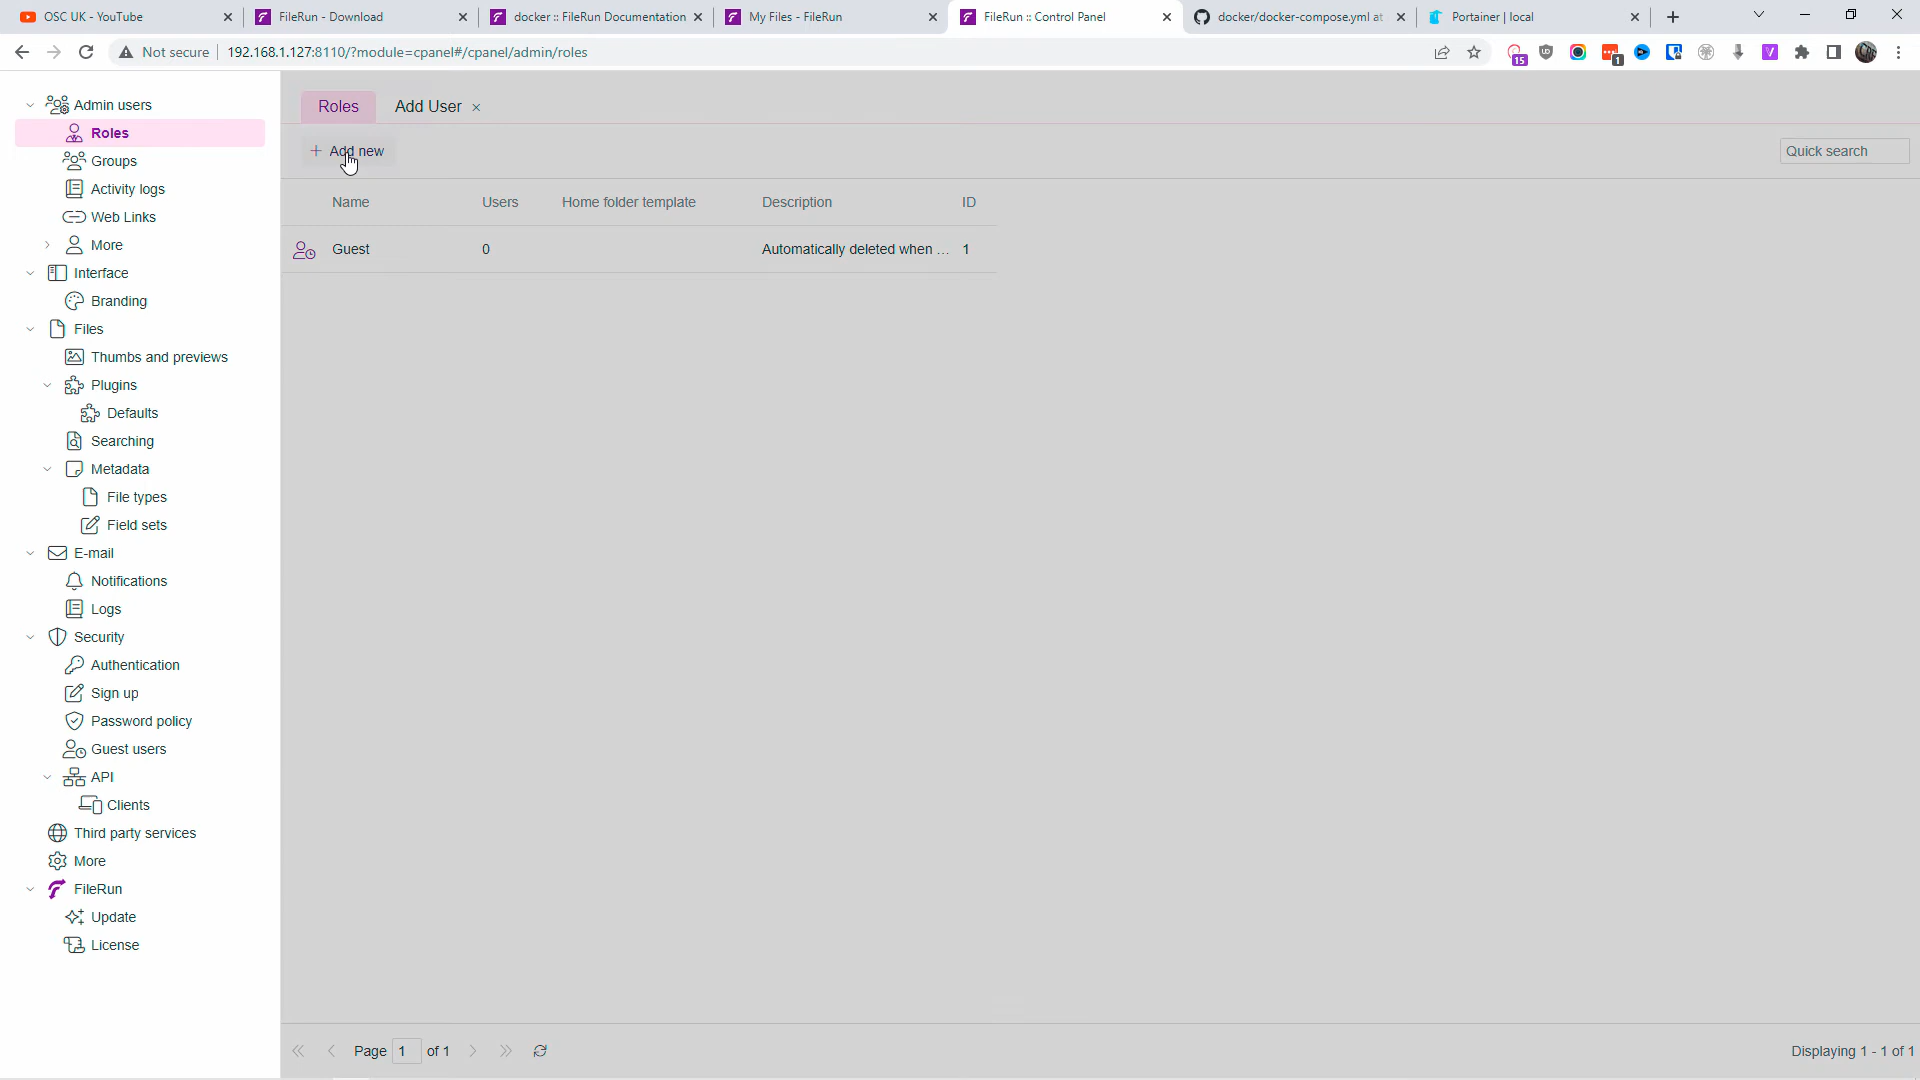 OSC UK - YouTube
FileRun - Download
docker :: FileRun Documentation
My Files - FileRun
FileRun :: Control Panel
docker/docker-compose.yml at
Portainer | local
Not secure
192.168.1.127:8110/?module=cpanel#/cpanel/admin/roles
15
1
Admin users
Roles
Groups
Activity logs
Web Links
More
Interface
Branding
Files
Thumbs and previews
Plugins
Defaults
Searching
Metadata
File types
Field sets
E-mail
Notifications
Logs
Security
Authentication
Sign up
Password policy
Guest users
API
Clients
Third party services
More
FileRun
Update
License
Roles Add User
Add new
Quick search
Name Users Home folder template Description ID
Guest 0 Automatically deleted when ... 1
Page 1 of 1
Displaying 1 - 1 of 1